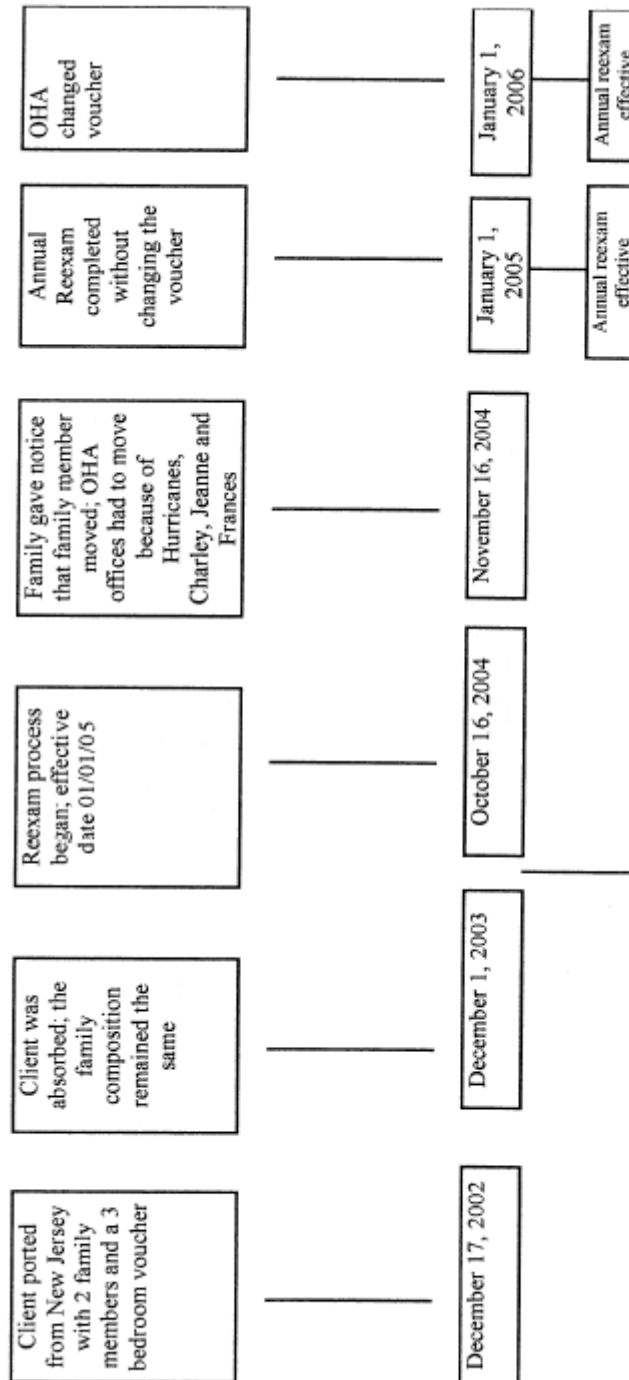 Client ported
from New Jersey
with 2 family
members and a 3
bedroom voucher
December 17, 2002
Client was
absorbed; the
family
composition
remained the
same
December 1, 2003
Reexam process
began; effective
date 01/01/05
October 16, 2004
Family gave notice
that family member
moved; OHA
offices had to move
because of
Hurricanes,
Charley, Jeanne and
Frances
November 16, 2004
Annual
Reexam
completed
without
changing the
voucher
January 1,
2005
Annual reexam
effective
OHA
changed
voucher
January 1,
2006
Annual reexam
effective